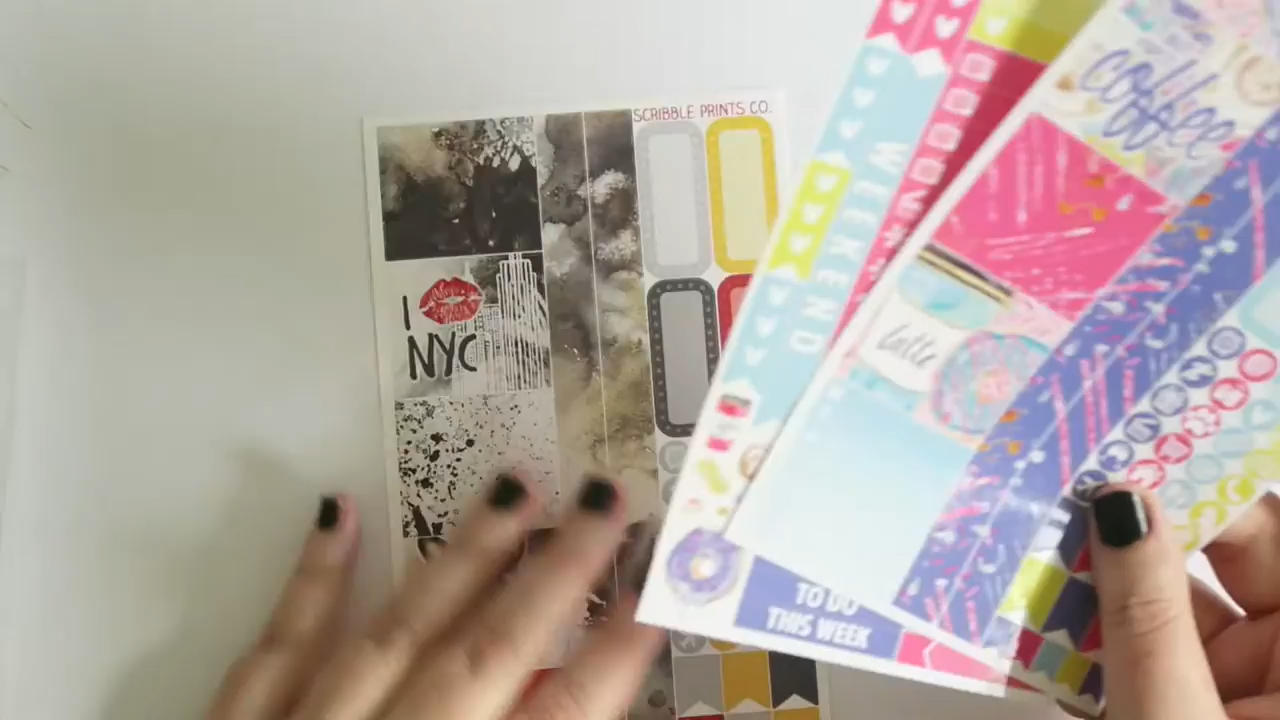 SCRIBBLE PRINTS CO.
I
NYC
WEEKEND
coffee
latte
TO DO
THIS WEEK